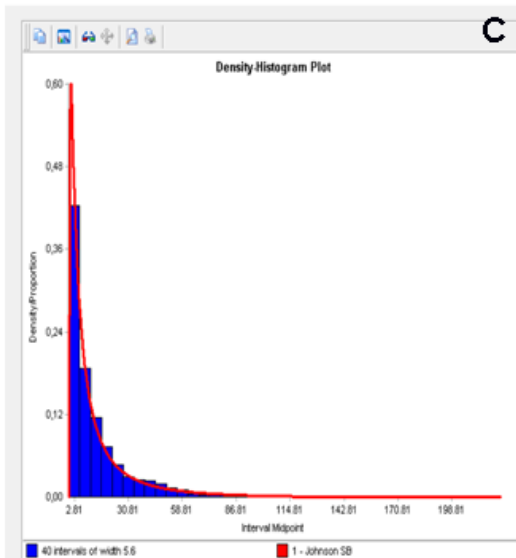 C
Density-Histogram Plot
0,60
0,48
0,36
0,24
0,12
0,00
Density/Proportion
2.81 30.81 58.81 86.81 114.81 142.81 170.81 198.81
Interval Midpoint
40 intervals of width 5.6 1 - Johnson SB